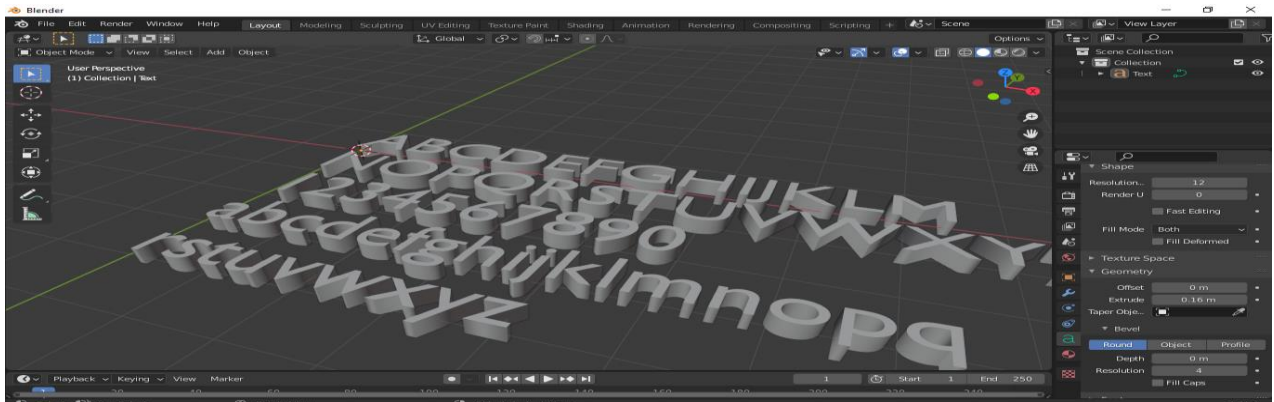 Blender
File Edit Render Window Help Layout Modeling Sculpting UV Editing Texture Paint Shading Animation Rendering Compositing Scripting + Scene View Layer
Global Options
Object Mode View Select Add Object
Scene Collection
Collection
Text
User Perspective
(1) Collection | Text
ABCDEFGHIJKLM
NOPQRSTUVWXYZ
1234567890
abcdefghijklmnopq
rstuvwxyz
Shape
Resolution... 12
Render U 0
Fast Editing
Fill Mode Both
Fill Deformed
Texture Space
Geometry
Offset 0 m
Extrude 0.16 m
Taper Obje...
Bevel
Round Object Profile
Depth 0 m
Resolution 4
Fill Caps
Playback Keying View Marker 1 Start 1 End 250